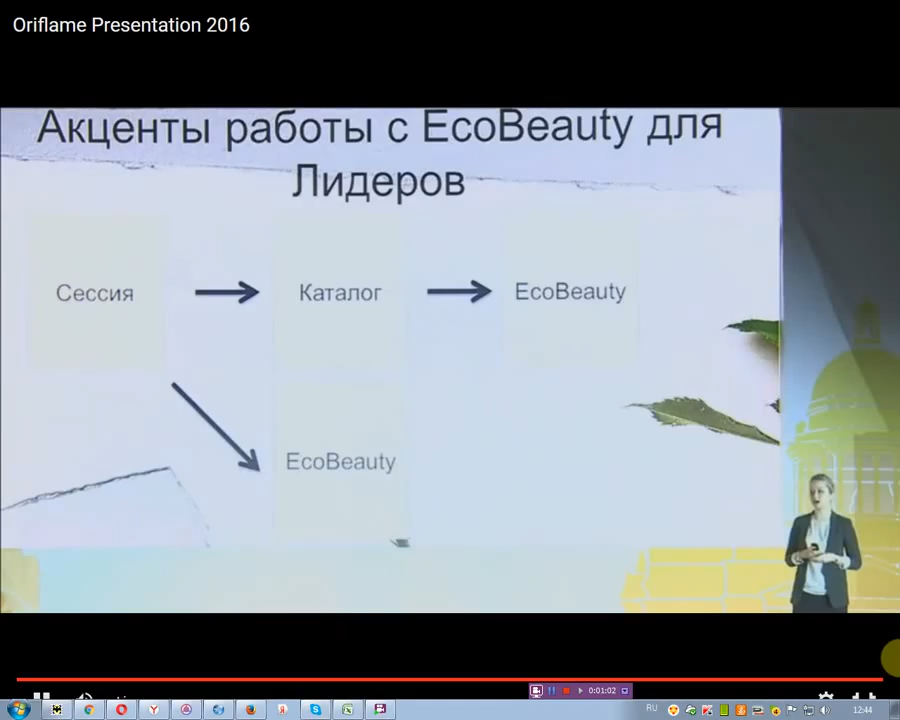 Oriflame Presentation 2016
Акценты работы с EcoBeauty для
Лидеров
Сессия
Каталог
EcoBeauty
EcoBeauty
0:01:02
RU
12:44